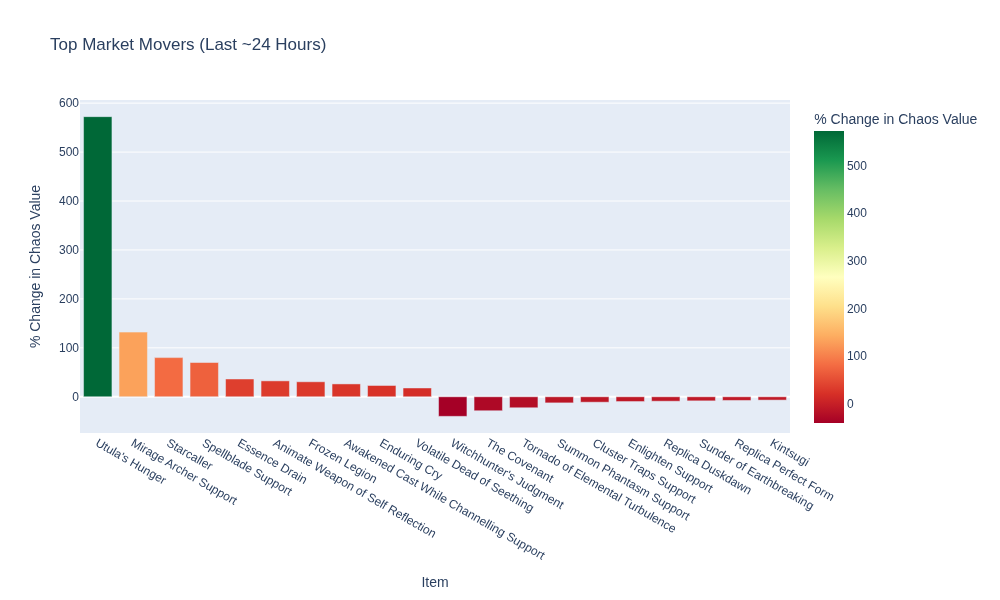 Top Market Movers (Last ~24 Hours)
% Change in Chaos Value
600
500
400
300
200
100
0
% Change in Chaos Value
500
400
300
200
100
0
Utula's Hunger
Mirage Archer Support
Starcaller
Spellblade Support
Essence Drain
Animate Weapon of Self Reflection
Frozen Legion
Awakened Cast While Channelling Support
Enduring Cry
Volatile Dead of Seething
Witchhunter's Judgment
The Covenant
Tornado of Elemental Turbulence
Summon Phantasm Support
Cluster Traps Support
Enlighten Support
Replica Duskdawn
Sunder of Earthbreaking
Replica Perfect Form
Kintsugi
Item